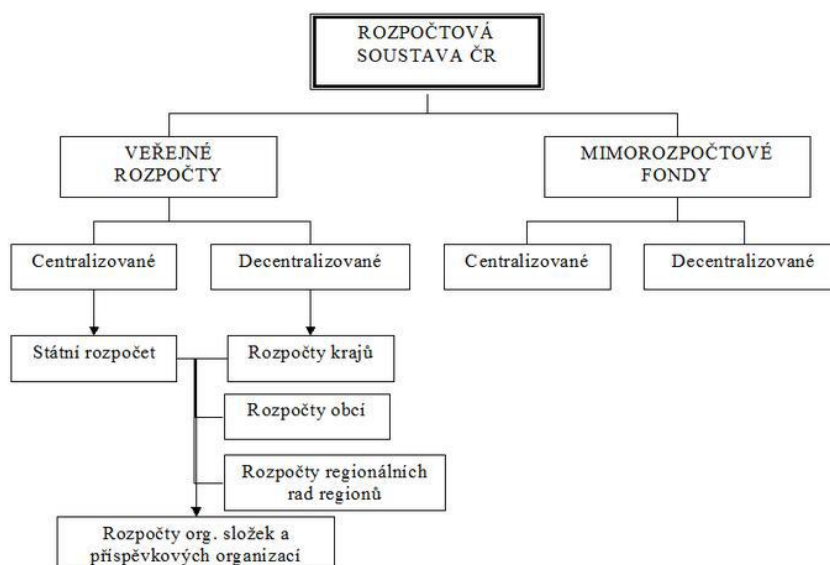 ROZPOČTOVÁ
SOUSTAVA ČR
VEŘEJNÉ
ROZPOČTY
MIMOROZPOČTOVÉ
FONDY
Centralizované
Decentralizované
Centralizované
Decentralizované
Státní rozpočet
Rozpočty krajů
Rozpočty obcí
Rozpočty regionálních
rad regionů
Rozpočty org. složek a
příspěvkových organizací